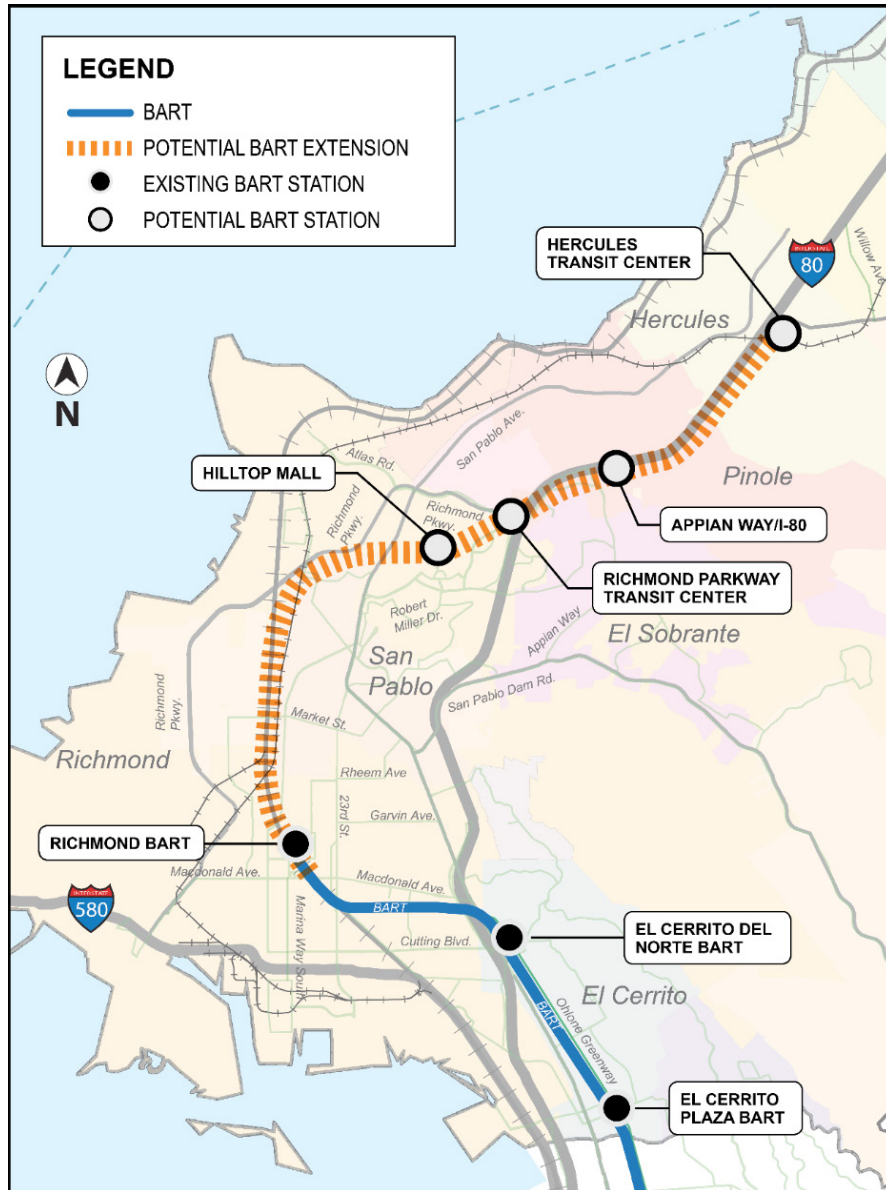 LEGEND
BART
POTENTIAL BART EXTENSION
EXISTING BART STATION
POTENTIAL BART STATION
HERCULES
TRANSIT CENTER
INTERSTATE
80
Willow Ave.
Hercules
N
San Pablo Ave.
Atlas Rd.
HILLTOP MALL
Richmond
Pkwy.
Richmond
Pkwy.
Pinole
APPIAN WAY/I-80
RICHMOND PARKWAY
TRANSIT CENTER
Robert
Miller Dr.
Appian Way
El Sobrante
San
Pablo
San Pablo Dam Rd.
Richmond
Pkwy.
Market St.
Richmond
Rheem Ave
23rd St.
Garvin Ave.
RICHMOND BART
Macdonald Ave.
Macdonald Ave.
INTERSTATE
580
BART
Marina Way South
Cutting Blvd.
EL CERRITO DEL
NORTE BART
El Cerrito
BART
Ohlone Greenway
EL CERRITO
PLAZA BART